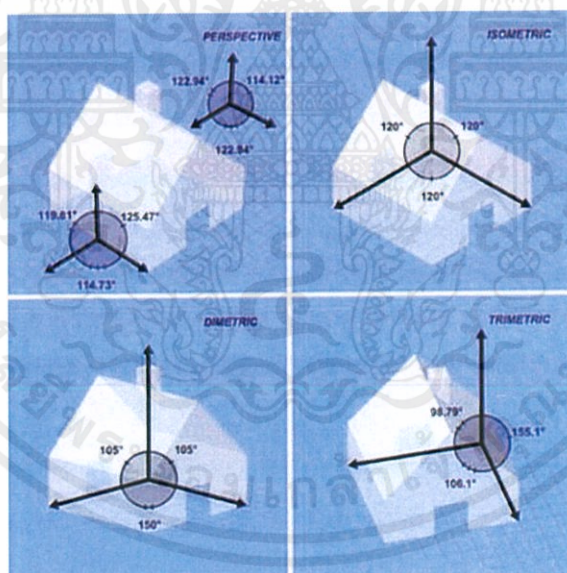 PERSPECTIVE
122.94° 114.12°
122.94°
119.81° 125.47°
114.73°
ISOMETRIC
120° 120°
120°
DIMETRIC
105° 105°
150°
TRIMETRIC
98.79° 155.1°
106.1°